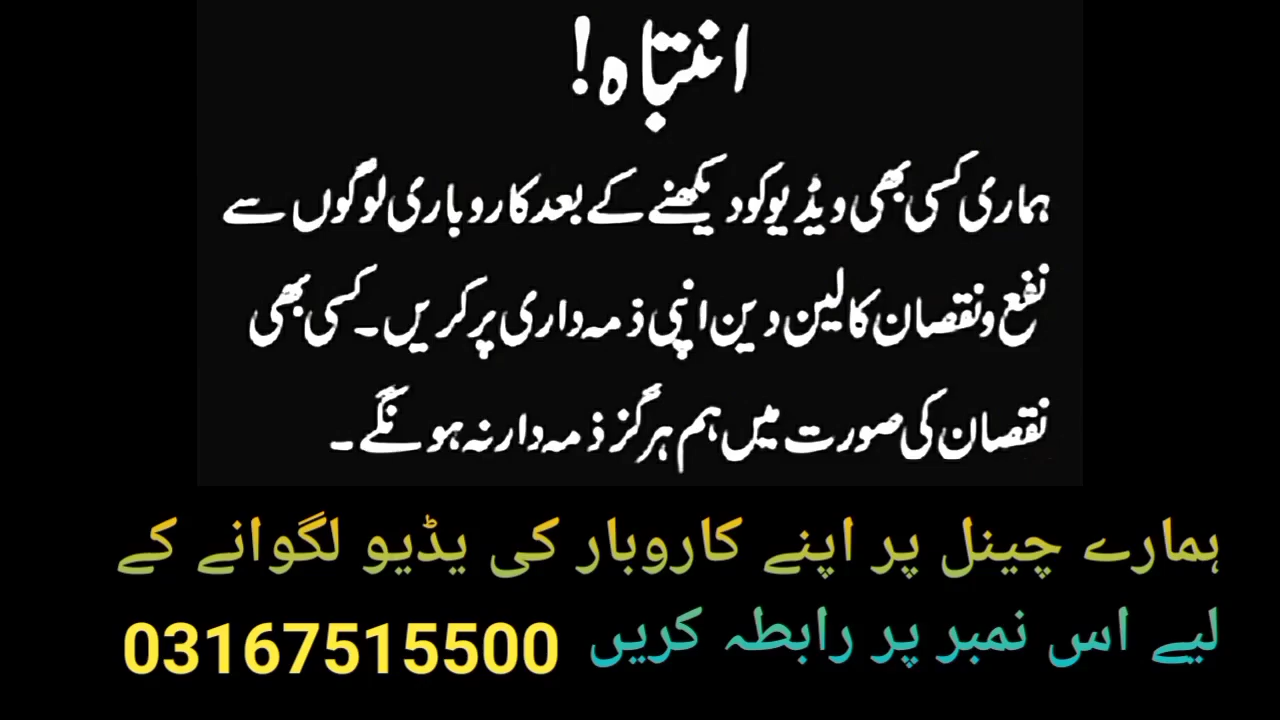 انتباہ!
ہماری کسی بھی ویڈیو کو دیکھنے کے بعد کاروباری لوگوں سے
نفع و نقصان کا لین دین اپنی ذمہ داری پر کریں۔ کسی بھی
نقصان کی صورت میں ہم ہرگز ذمہ دار نہ ہونگے۔
ہمارے چینل پر اپنے کاروبار کی یڈیو لگوانے کے
لیے اس نمبر پر رابطہ کریں 03167515500